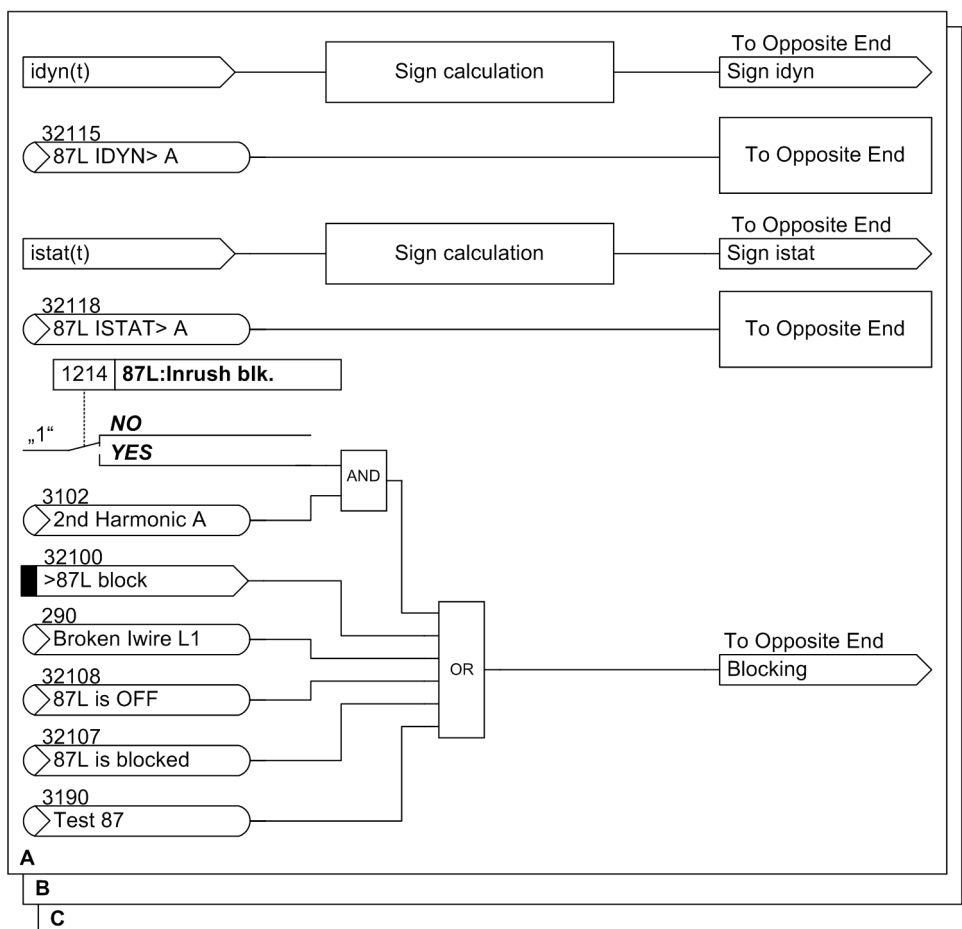 To Opposite End
idyn(t)
Sign calculation
Sign idyn
32115
87L IDYN> A
To Opposite End
To Opposite End
istat(t)
Sign calculation
Sign istat
32118
87L ISTAT> A
To Opposite End
1214 87L:Inrush blk.
„1“
NO
YES
AND
3102
2nd Harmonic A
32100
>87L block
290
Broken Iwire L1
32108
87L is OFF
OR
To Opposite End
Blocking
32107
87L is blocked
3190
Test 87
A
B
C